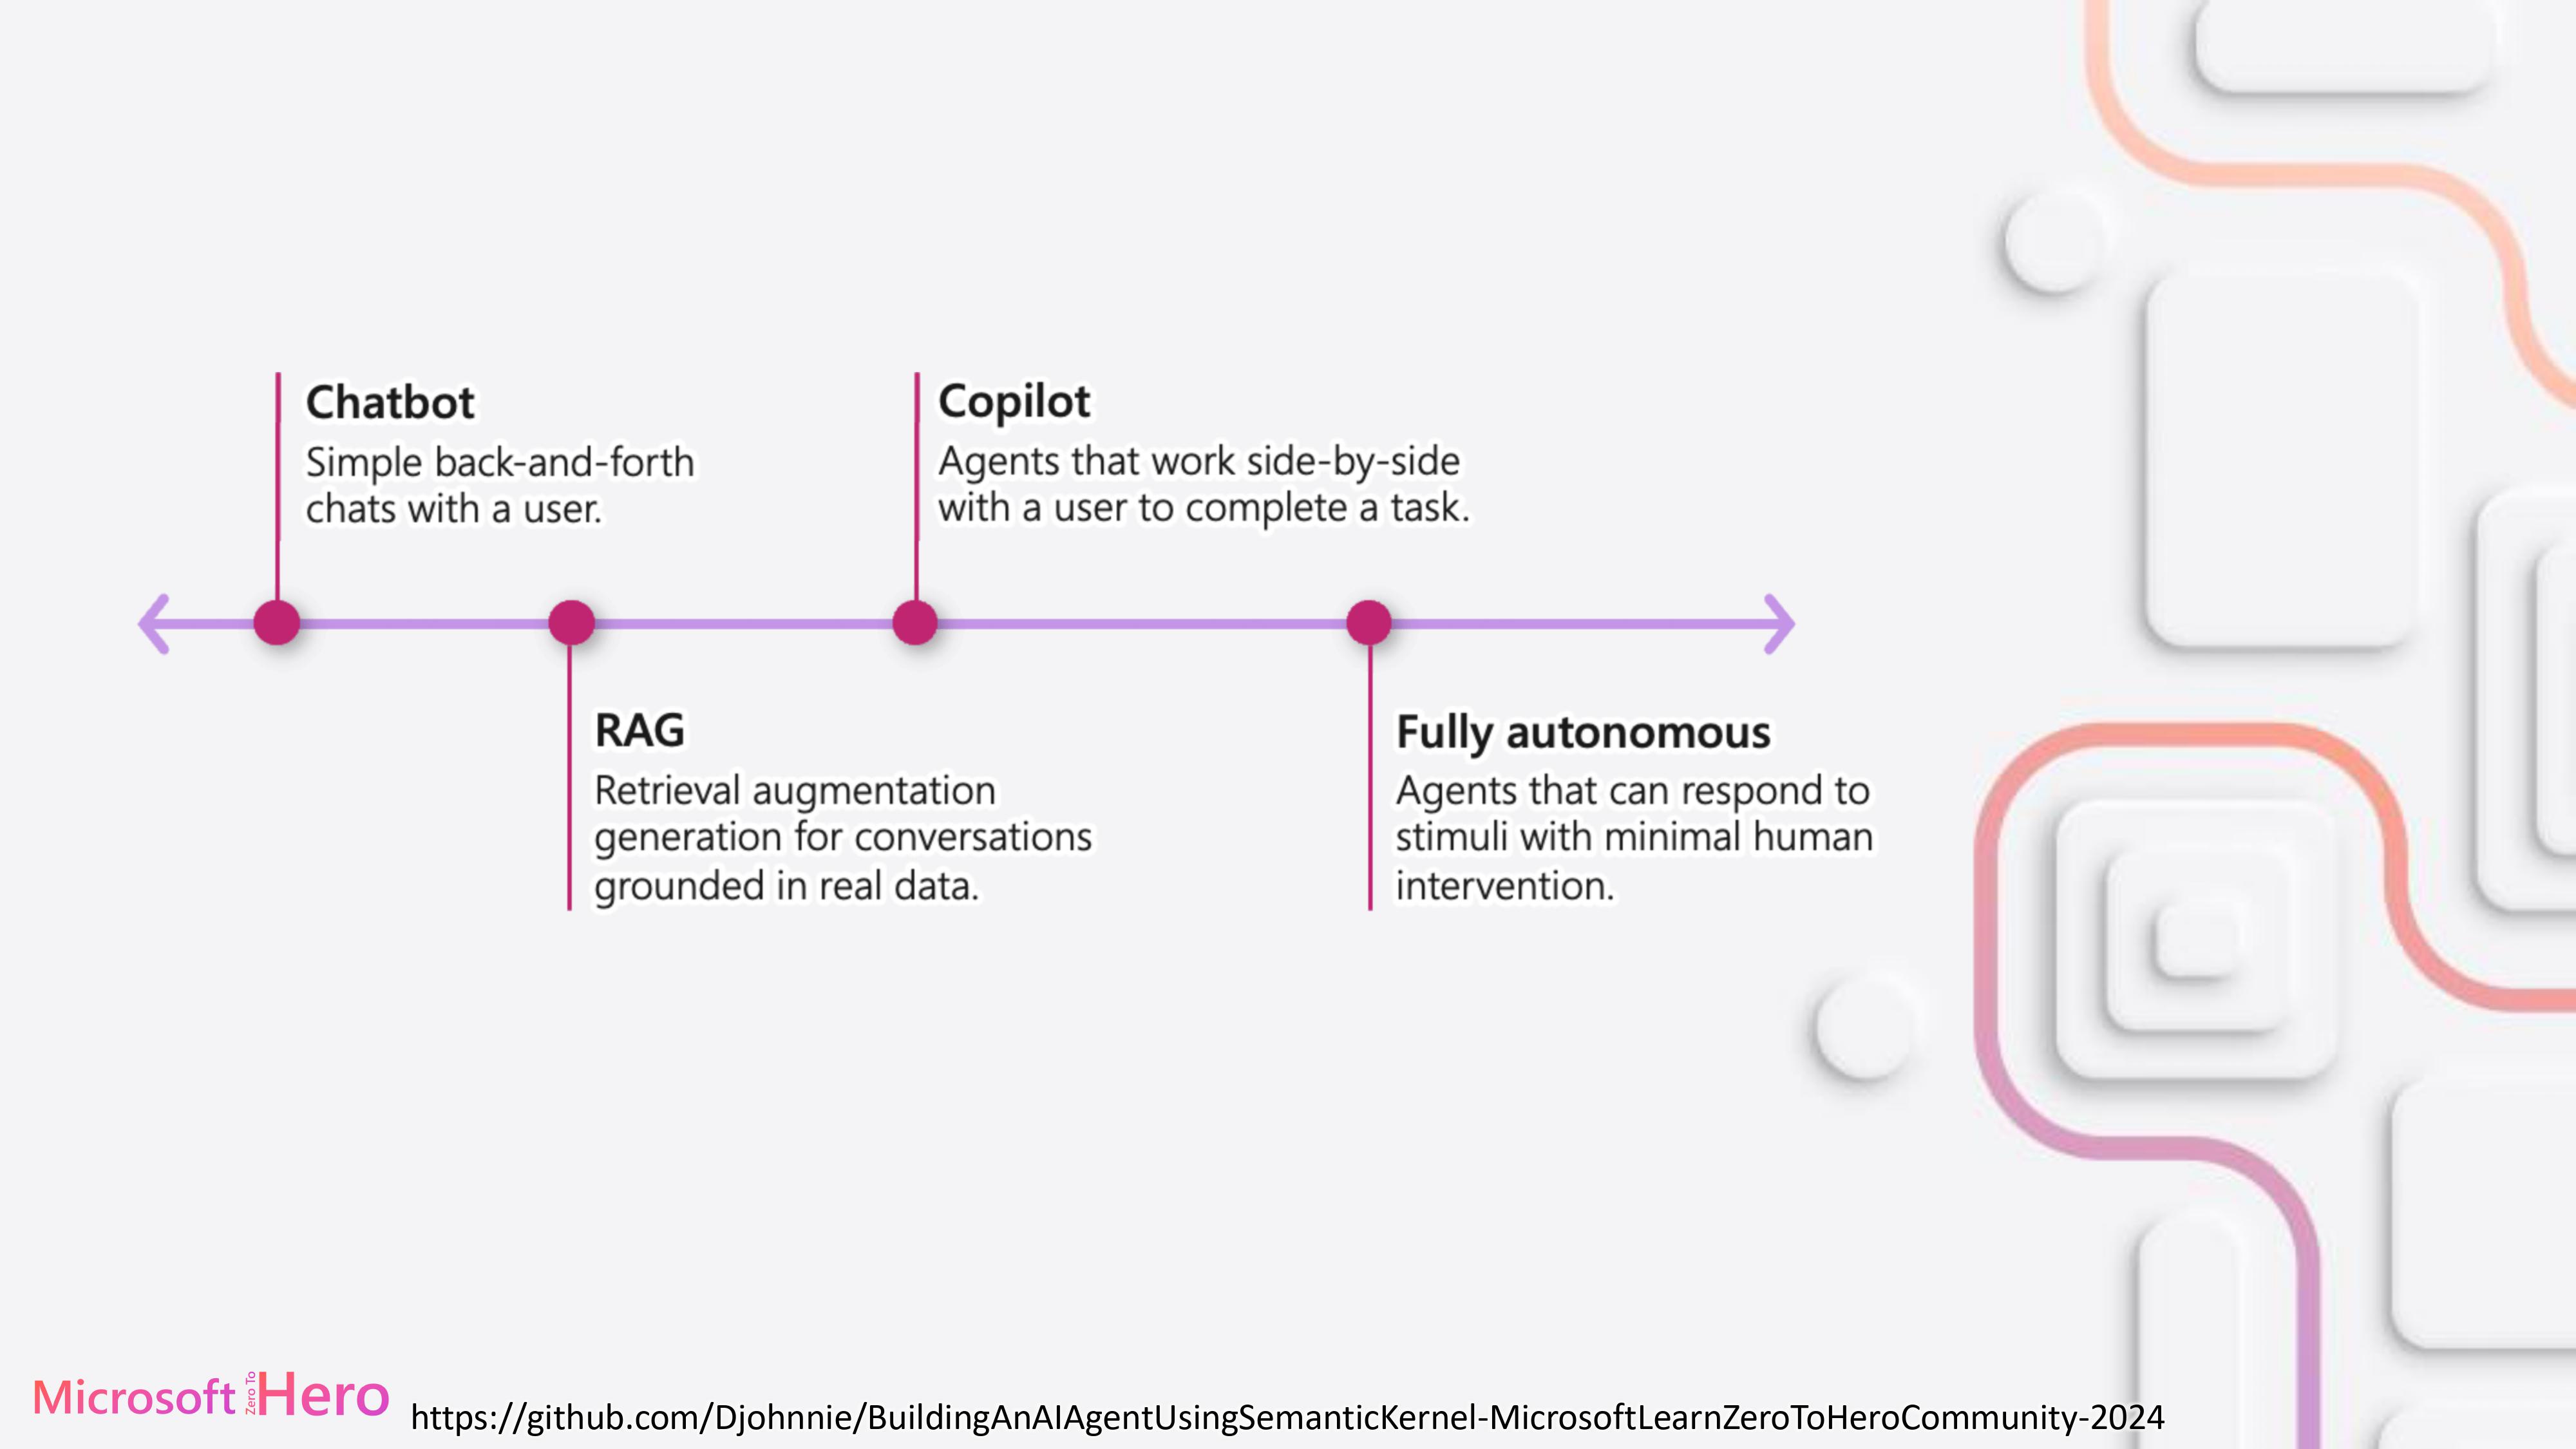 Chatbot
Simple back-and-forth
chats with a user.
Copilot
Agents that work side-by-side
with a user to complete a task.
RAG
Retrieval augmentation
generation for conversations
grounded in real data.
Fully autonomous
Agents that can respond to
stimuli with minimal human
intervention.
Microsoft Zero To Hero
https://github.com/Djohnnie/BuildingAnAIAgentUsingSemanticKernel-MicrosoftLearnZeroToHeroCommunity-2024